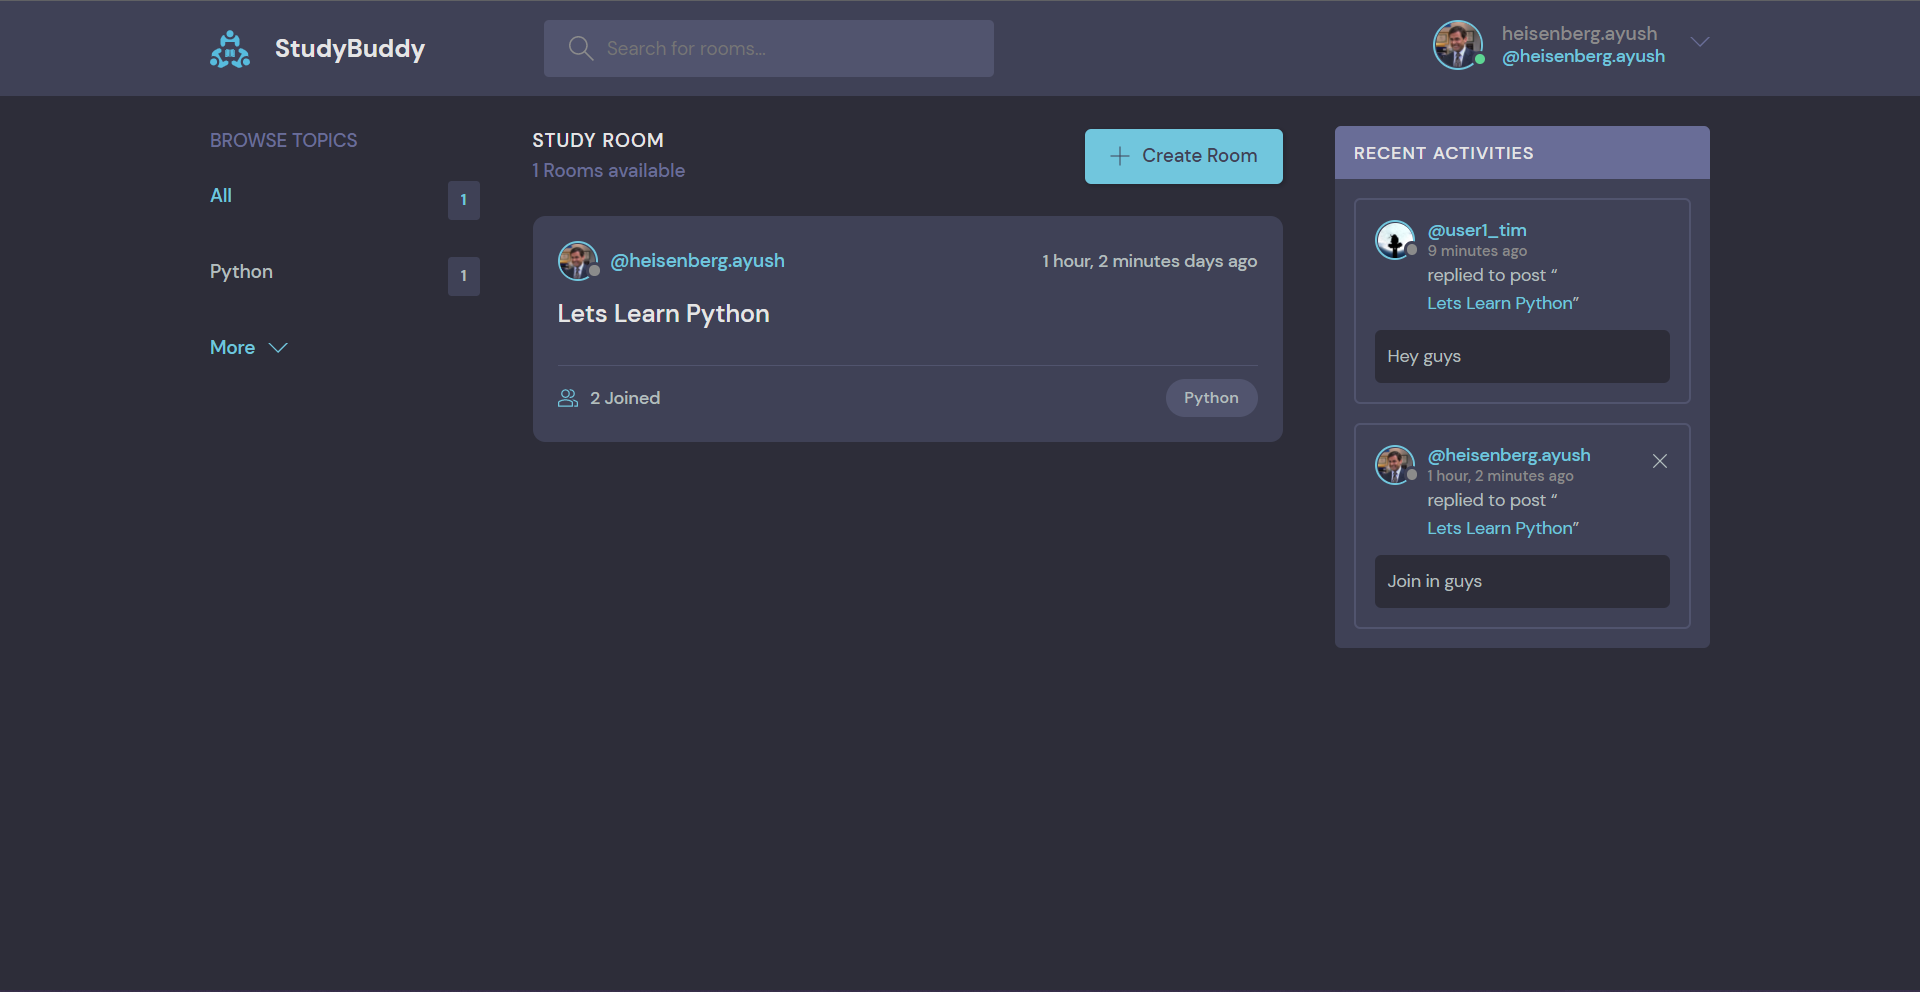 StudyBuddy
Search for rooms...
heisenberg.ayush
@heisenberg.ayush
BROWSE TOPICS
All 1
Python 1
More
STUDY ROOM
1 Rooms available
Create Room
@heisenberg.ayush 1 hour, 2 minutes days ago
Lets Learn Python
2 Joined Python
RECENT ACTIVITIES
@user1_tim
9 minutes ago
replied to post “
Lets Learn Python”
Hey guys
@heisenberg.ayush
1 hour, 2 minutes ago
replied to post “
Lets Learn Python”
Join in guys